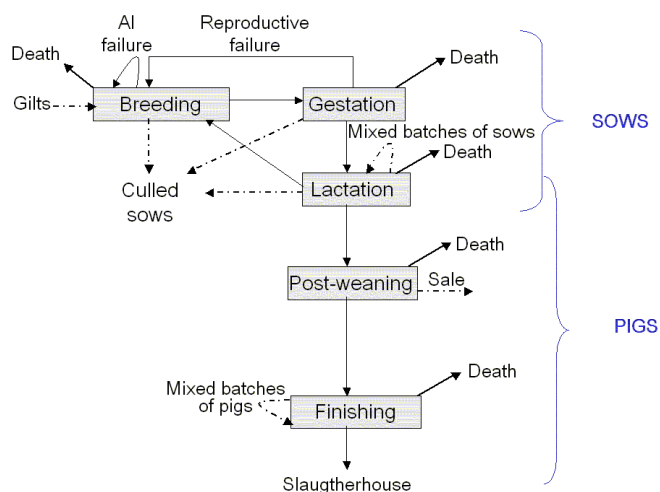 AI
failure
Reproductive
failure
Death
Death
Gilts
Breeding
Gestation
SOWS
Mixed batches of sows
Death
Lactation
Culled
sows
Death
Post-weaning
Sale
PIGS
Death
Mixed batches
of pigs
Finishing
Slaugtherhouse